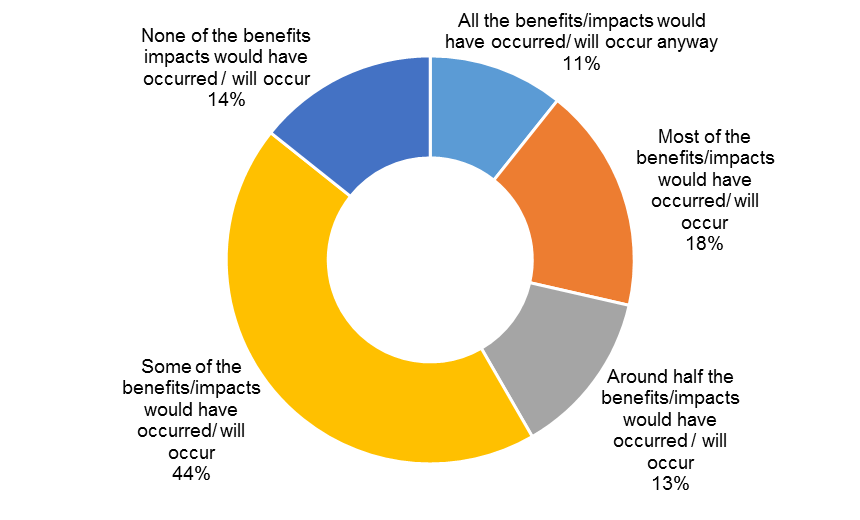 All the benefits/impacts would
have occurred/ will occur anyway
11%
Most of the
benefits/impacts
would have
occurred/ will
occur
18%
Around half the
benefits/impacts
would have
occurred / will
occur
13%
Some of the
benefits/impacts
would have
occurred/ will
occur
44%
None of the benefits
impacts would have
occurred / will occur
14%